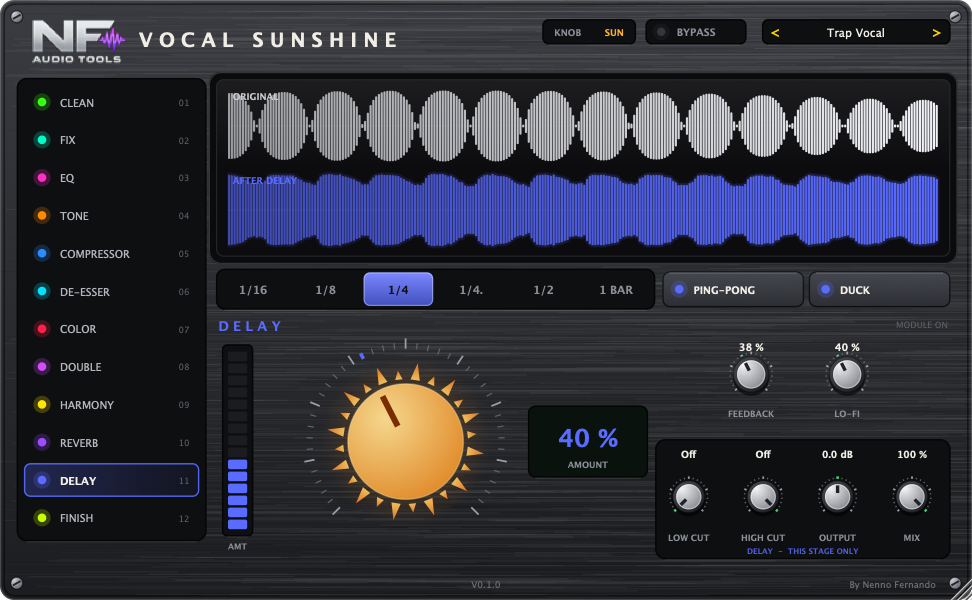 NF
AUDIO TOOLS
VOCAL SUNSHINE
KNOB SUN
BYPASS
< Trap Vocal >
CLEAN 01
FIX 02
EQ 03
TONE 04
COMPRESSOR 05
DE-ESSER 06
COLOR 07
DOUBLE 08
HARMONY 09
REVERB 10
DELAY 11
FINISH 12
ORIGINAL
AFTER DELAY
1/16 1/8 1/4 1/4. 1/2 1 BAR
PING-PONG
DUCK
DELAY
MODULE ON
AMT
40 %
AMOUNT
38 % 40 %
FEEDBACK LO-FI
Off Off 0.0 dB 100 %
LOW CUT HIGH CUT OUTPUT MIX
DELAY – THIS STAGE ONLY
V0.1.0
By Nenno Fernando